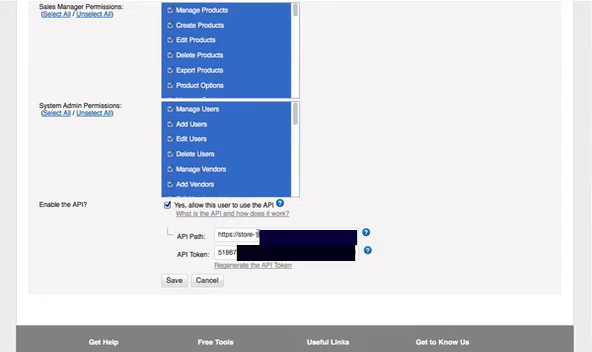 Sales Manager Permissions:
(Select All / Unselect All)
Manage Products
Create Products
Edit Products
Delete Products
Export Products
Product Options
System Admin Permissions:
(Select All / Unselect All)
Manage Users
Add Users
Edit Users
Delete Users
Manage Vendors
Add Vendors
Enable the API?
Yes, allow this user to use the API ?
What is the API and how does it work?
API Path: https://store- ?
API Token: 51867 ?
Regenerate the API Token
Save Cancel
Get Help Free Tools Useful Links Get to Know Us